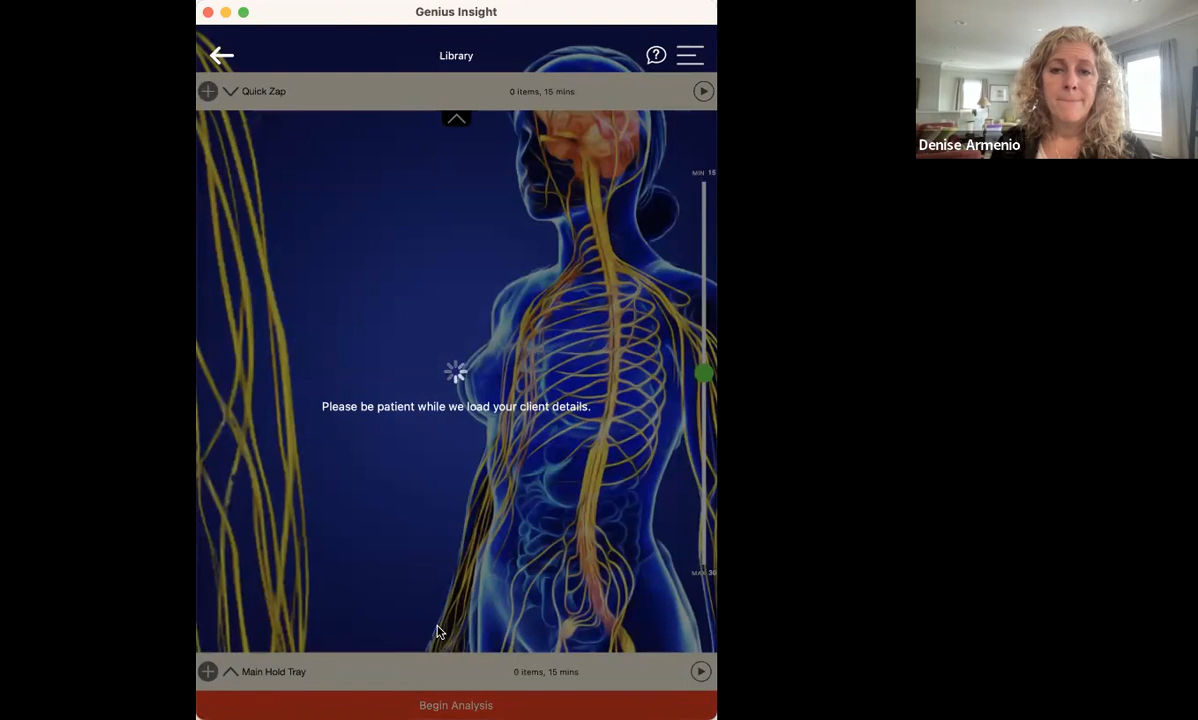 Genius Insight
Library
Quick Zap
0 items, 15 mins
MIN 15
Denise Armenio
Please be patient while we load your client details.
MAX 30
Main Hold Tray
0 items, 15 mins
Begin Analysis